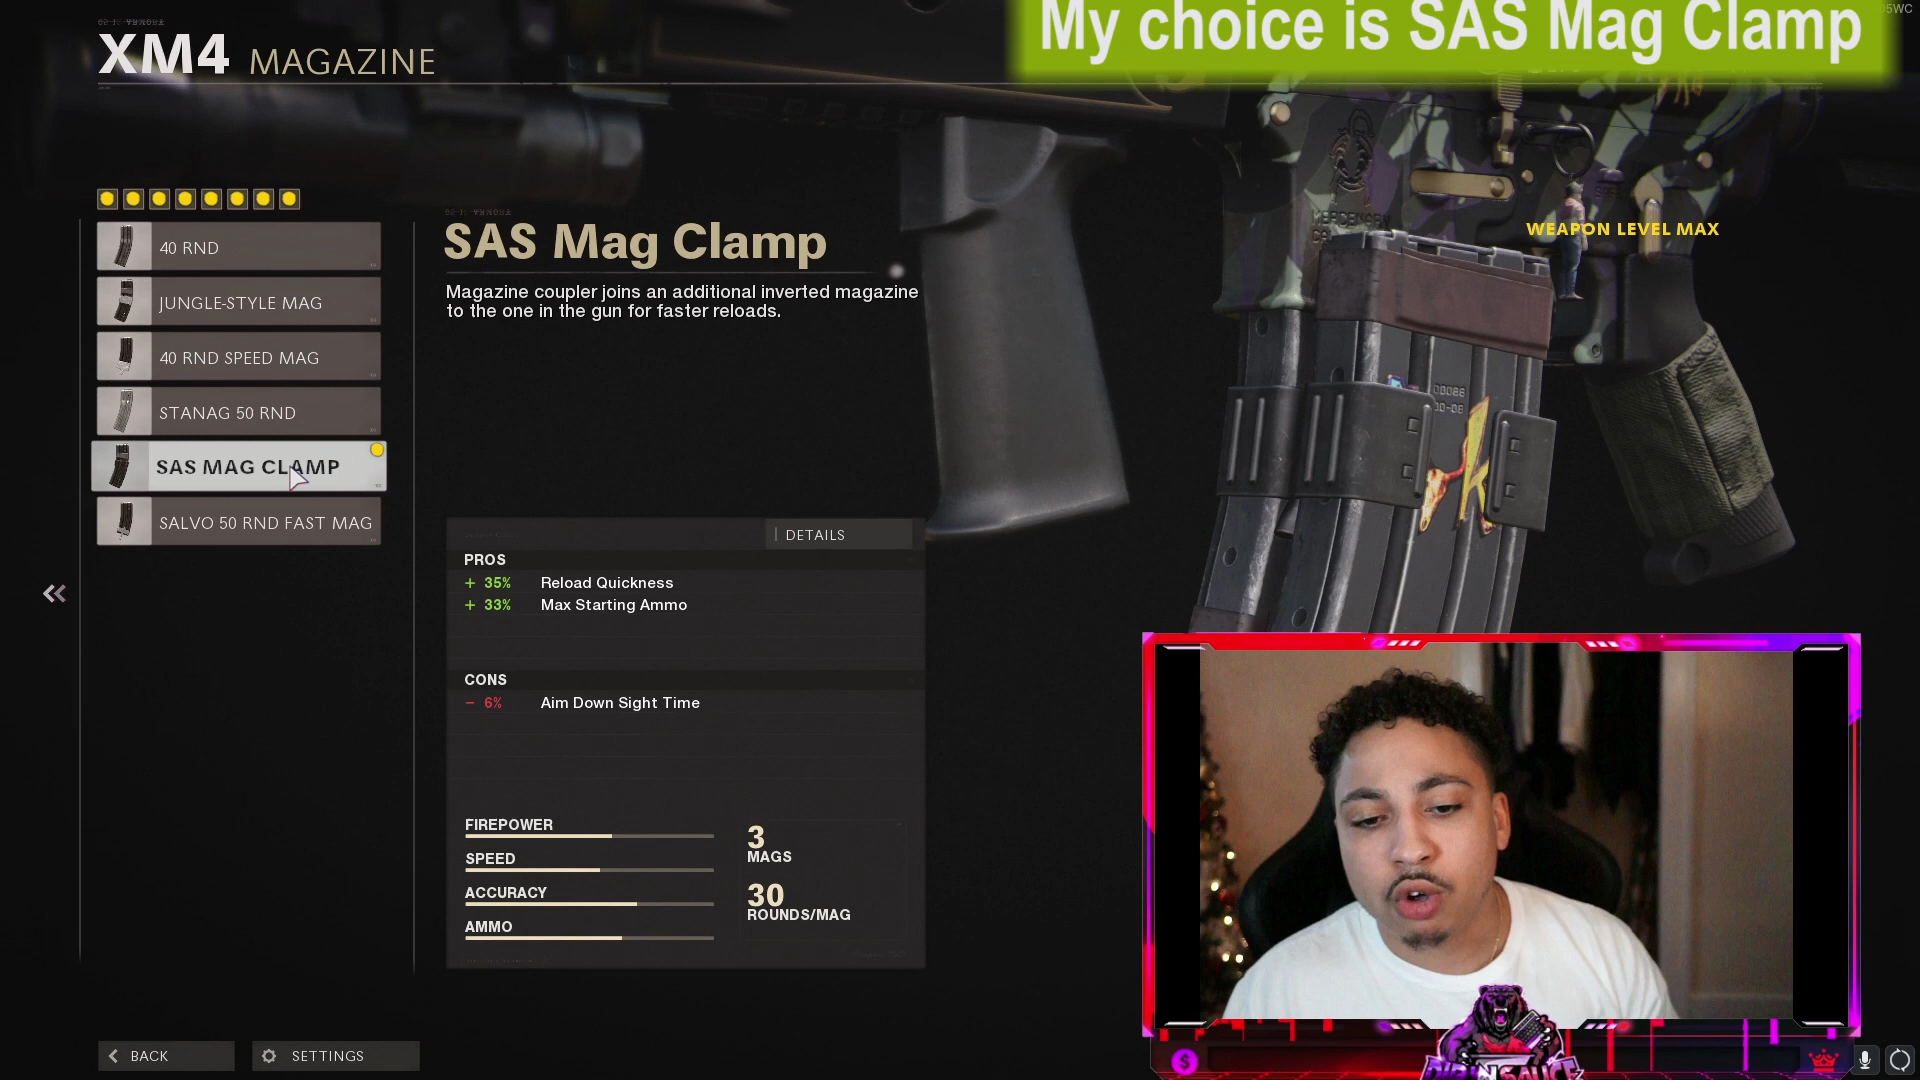 My choice is SAS Mag Clamp
XM4 MAGAZINE
40 RND
JUNGLE-STYLE MAG
40 RND SPEED MAG
STANAG 50 RND
SAS MAG CLAMP
SALVO 50 RND FAST MAG
SAS Mag Clamp
Magazine coupler joins an additional inverted magazine
to the one in the gun for faster reloads.
WEAPON LEVEL MAX
DETAILS
PROS
+ 35% Reload Quickness
+ 33% Max Starting Ammo
CONS
− 6% Aim Down Sight Time
FIREPOWER
SPEED
ACCURACY
AMMO
3
MAGS
30
ROUNDS/MAG
BACK
SETTINGS